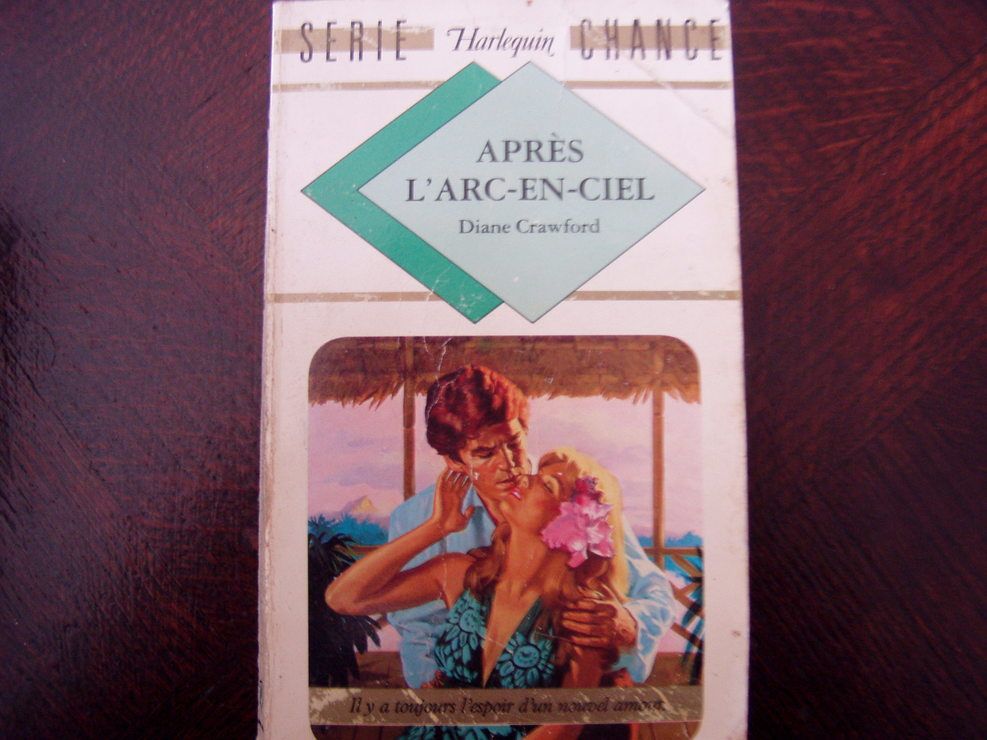 SERIE Harlequin CHANCE
APRÈS
L'ARC-EN-CIEL
Diane Crawford
Il y a toujours l'espoir d'un nouvel amour.